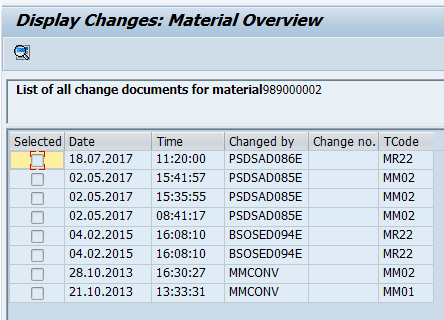 Display Changes: Material Overview
List of all change documents for material989000002
Selected Date Time Changed by Change no. TCode
18.07.2017 11:20:00 PSDSAD086E MR22
02.05.2017 15:41:57 PSDSAD085E MM02
02.05.2017 15:35:55 PSDSAD085E MM02
02.05.2017 08:41:17 PSDSAD085E MM02
04.02.2015 16:08:10 BSOSED094E MR22
04.02.2015 16:08:10 BSOSED094E MR22
28.10.2013 16:30:27 MMCONV MM02
21.10.2013 13:33:31 MMCONV MM01